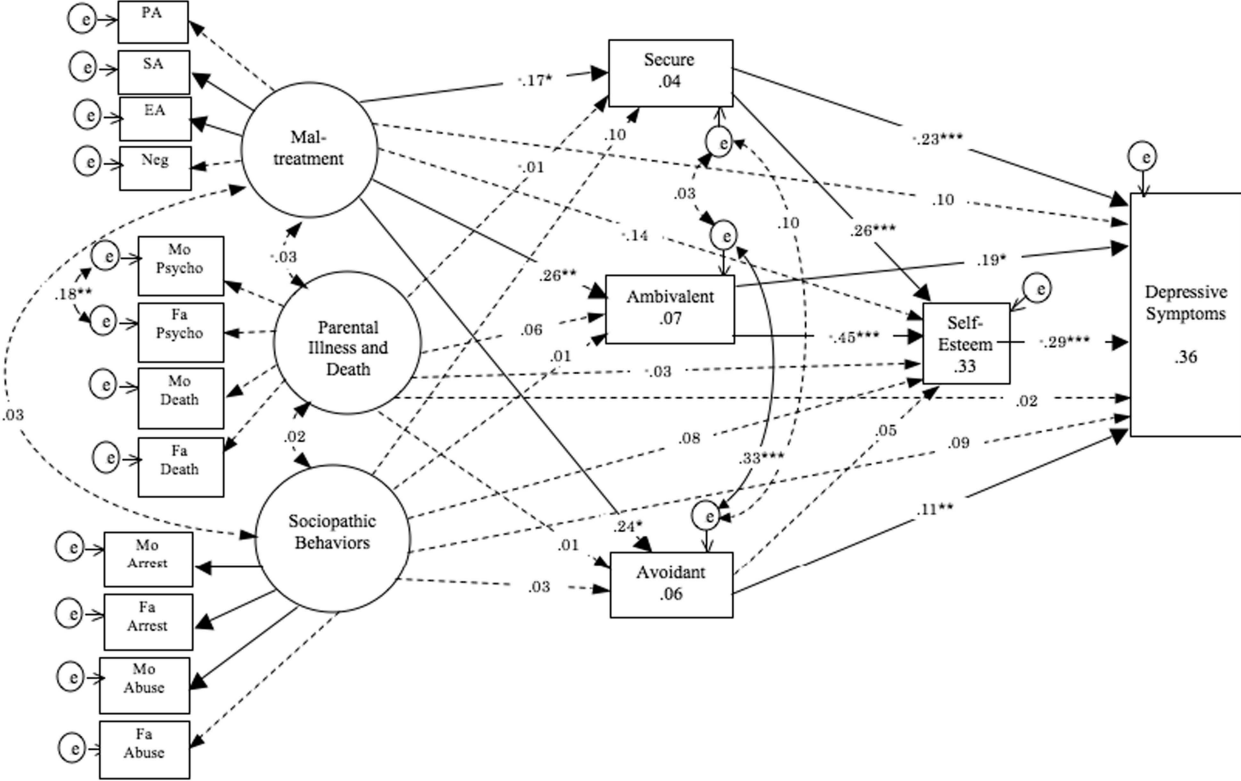 e
PA
e
SA
e
EA
e
Neg
Mal-
treatment
e
Mo
Psycho
.18**
e
Fa
Psycho
e
Mo
Death
e
Fa
Death
-.03
Parental
Illness and
Death
.02
.03
Sociopathic
Behaviors
e
Mo
Arrest
e
Fa
Arrest
e
Mo
Abuse
e
Fa
Abuse
-.17*
-.01
.10
-.14
.26**
.06
.01
-.03
.08
.24*
.01
.03
Secure
.04
e
.03
e
.10
Ambivalent
.07
.33***
e
Avoidant
.06
-.23***
.10
.26***
.19*
-.45***
e
Self-
Esteem
.33
-.29***
.02
.09
.05
.11**
e
Depressive
Symptoms
.36